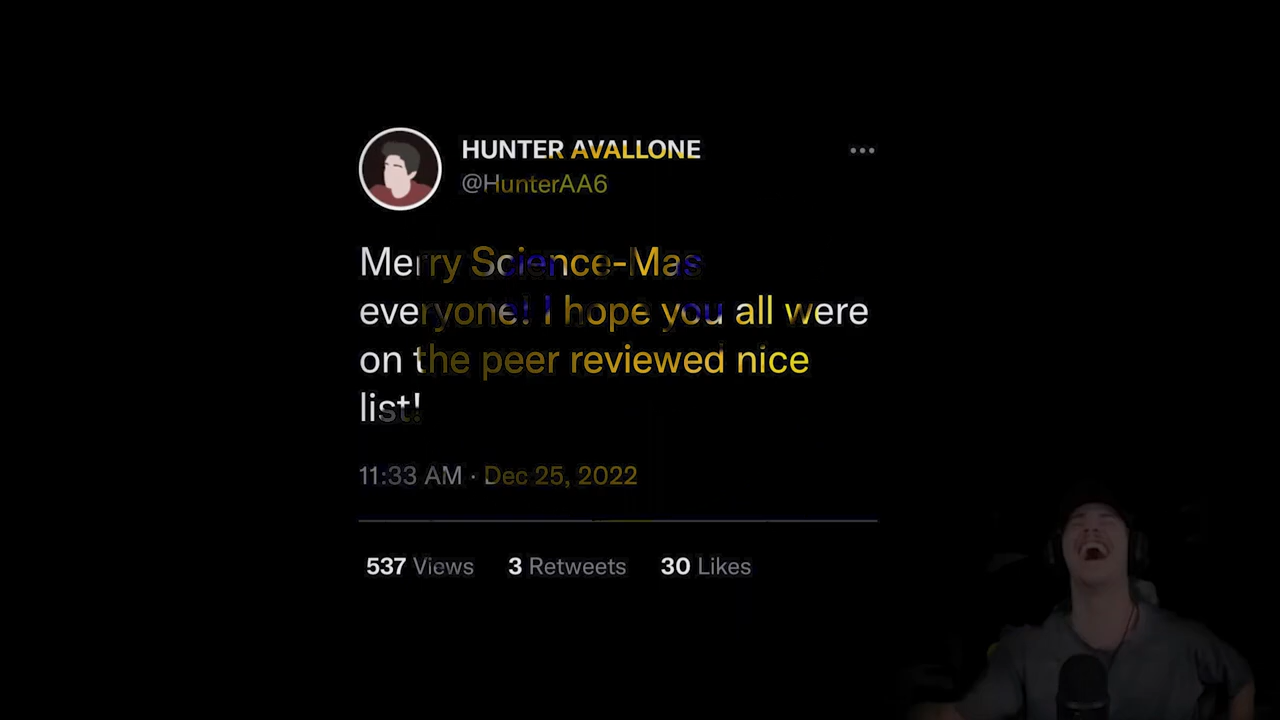 HUNTER AVALLONE
@HunterAA6
Merry Science-Mas
everyone! I hope you all were
on the peer reviewed nice
list!
11:33 AM · Dec 25, 2022
537 Views 3 Retweets 30 Likes